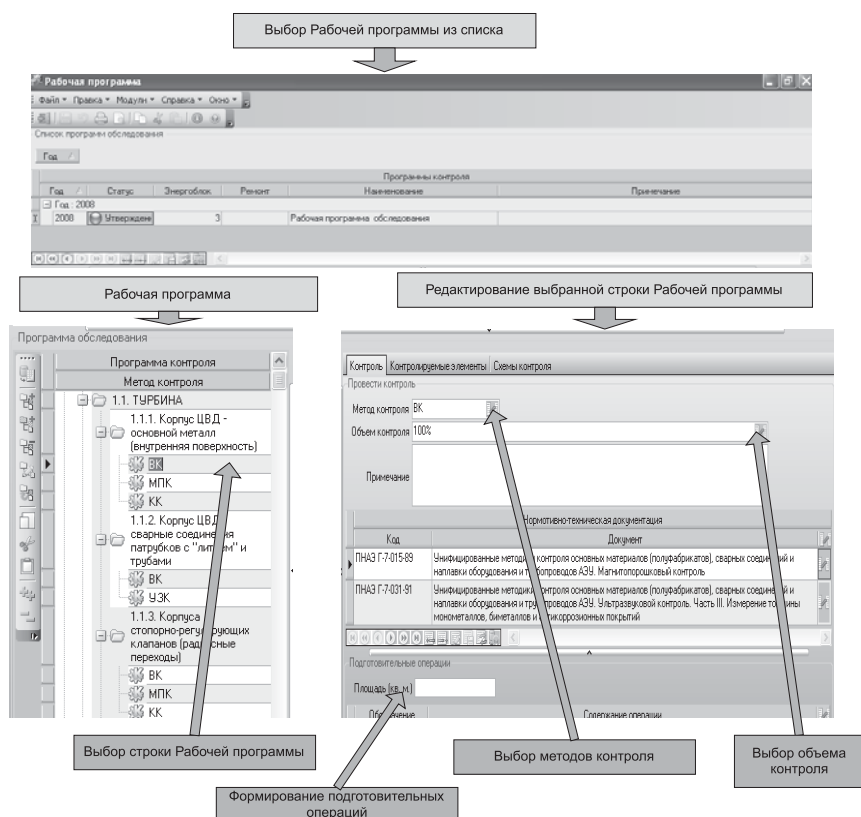 Выбор Рабочей программы из списка
Рабочая программа
Файл Правка Модули Справка Окно
Список программ обследования
Год
Программы контроля
Год Статус Энергоблок Ремонт Наименование Примечание
Год : 2008
2008 Утвержден 3 Рабочая программа обследования
Рабочая программа
Редактирование выбранной строки Рабочей программы
Программа обследования
Программа контроля
Метод контроля
1.1. ТУРБИНА
1.1.1. Корпус ЦВД -
основной металл
(внутренняя поверхность)
ВК
МПК
КК
1.1.2. Корпус ЦВД
сварные соединения
патрубков с "литьем" и
трубами
ВК
УЗК
1.1.3. Корпуса
стопорно-регулирующих
клапанов (радиусные
переходы)
ВК
МПК
КК
Контроль Контролируемые элементы Схемы контроля
Провести контроль
Метод контроля ВК
Объем контроля 100%
Примечание
Нормотивно-техническая документация
Код Документ
ПНАЭ Г-7-015-89 Унифицированные методики контроля основных материалов (полуфабрикатов), сварных соединений и
наплавки оборудования и трубопроводов АЭУ. Магнитопорошковый контроль
ПНАЭ Г-7-031-91 Унифицированные методики контроля основных материалов (полуфабрикатов), сварных соединений и
наплавки оборудования и трубопроводов АЭУ. Ультразвуковой контроль. Часть III. Измерение толщины
монометаллов, биметаллов и антикоррозионных покрытий
Подготовительные операции
Площадь (кв. м.)
Обозначение Содержание операции
Выбор строки Рабочей программы
Выбор методов контроля
Выбор объема
контроля
Формирование подготовительных
операций